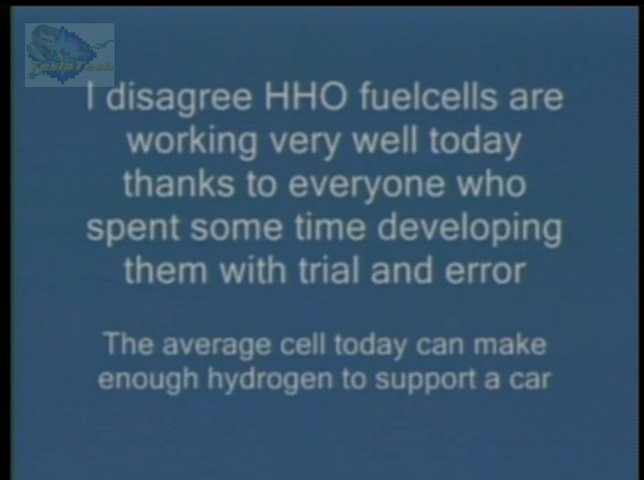 TeslaTech
I disagree HHO fuelcells are
working very well today
thanks to everyone who
spent some time developing
them with trial and error
The average cell today can make
enough hydrogen to support a car